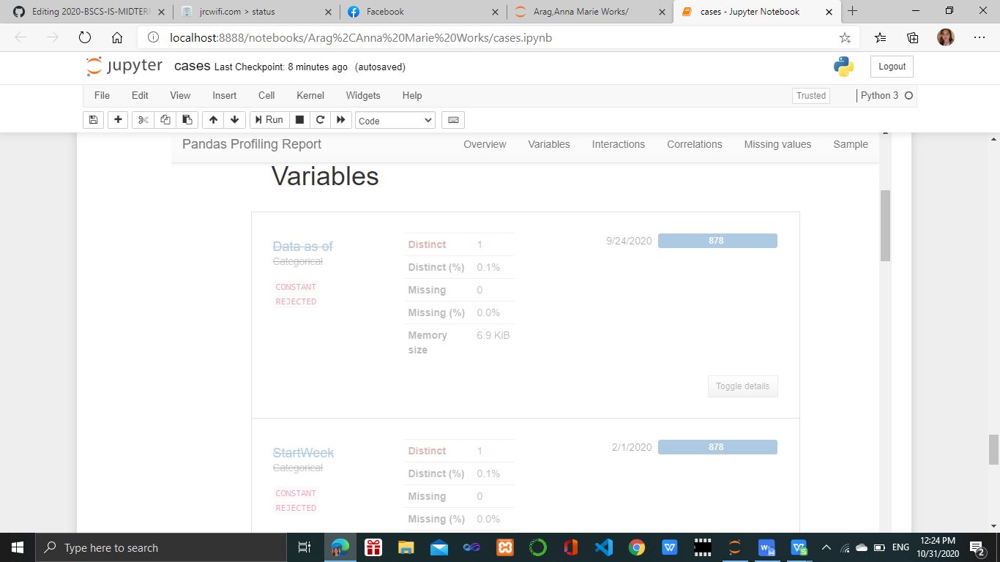 Editing 2020-BSCS-IS-MIDTER
jrcwifi.com > status
Facebook
Arag,Anna Marie Works/
cases - Jupyter Notebook
localhost:8888/notebooks/Arag%2CAnna%20Marie%20Works/cases.ipynb
jupyter cases Last Checkpoint: 8 minutes ago (autosaved)
Logout
File Edit View Insert Cell Kernel Widgets Help
Trusted
Python 3
Run
Code
Pandas Profiling Report
Overview Variables Interactions Correlations Missing values Sample
Variables
Data as of
Categorical
CONSTANT
REJECTED
Distinct 1
Distinct (%) 0.1%
Missing 0
Missing (%) 0.0%
Memory size 6.9 KiB
9/24/2020 878
Toggle details
StartWeek
Categorical
CONSTANT
REJECTED
Distinct 1
Distinct (%) 0.1%
Missing 0
Missing (%) 0.0%
2/1/2020 878
Type here to search
ENG
12:24 PM
10/31/2020
2